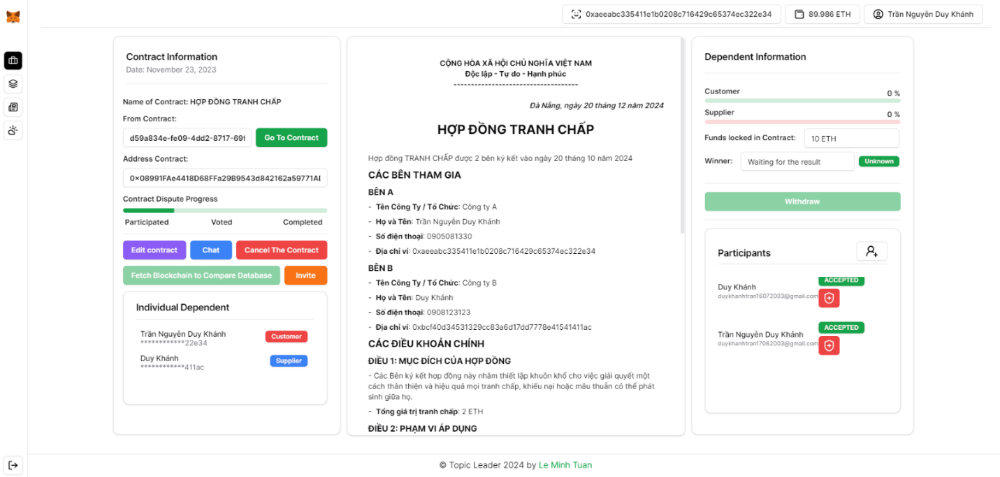 0xaeeabc335411e1b0208c716429c65374ec322e34
89.986 ETH
Trần Nguyễn Duy Khánh
Contract Information
Date: November 23, 2023
Name of Contract: HỢP ĐỒNG TRANH CHẤP
From Contract:
d59a834e-fe09-4dd2-8717-69f
Go To Contract
Address Contract:
0x08991FAe4418D68FFa29B9543d842162a59771AD
Contract Dispute Progress
Participated
Voted
Completed
Edit contract
Chat
Cancel The Contract
Fetch Blockchain to Compare Database
Invite
Individual Dependent
Trần Nguyễn Duy Khánh
************22e34
Customer
Duy Khánh
************411ac
Supplier
CỘNG HÒA XÃ HỘI CHỦ NGHĨA VIỆT NAM
Độc lập - Tự do - Hạnh phúc
------------------------------------
Đà Nẵng, ngày 20 tháng 12 năm 2024
HỢP ĐỒNG TRANH CHẤP
Hợp đồng TRANH CHẤP được 2 bên ký kết vào ngày 20 tháng 10 năm 2024
CÁC BÊN THAM GIA
BÊN A
- Tên Công Ty / Tổ Chức: Công ty A
- Họ và Tên: Trần Nguyễn Duy Khánh
- Số điện thoại: 0905081330
- Địa chỉ ví: 0xaeeabc335411e1b0208c716429c65374ec322e34
BÊN B
- Tên Công Ty / Tổ Chức: Công ty B
- Họ và Tên: Duy Khánh
- Số điện thoại: 0908123123
- Địa chỉ ví: 0xbcf40d34531329cc83a6d17dd7778e41541411ac
CÁC ĐIỀU KHOẢN CHÍNH
ĐIỀU 1: MỤC ĐÍCH CỦA HỢP ĐỒNG
- Các Bên ký kết hợp đồng này nhằm thiết lập khuôn khổ cho việc giải quyết một
cách thân thiện và hiệu quả mọi tranh chấp, khiếu nại hoặc mâu thuẫn có thể phát
sinh giữa họ.
- Tổng giá trị tranh chấp: 2 ETH
ĐIỀU 2: PHẠM VI ÁP DỤNG
Dependent Information
Customer
0 %
Supplier
0 %
Funds locked in Contract:
10 ETH
Winner:
Waiting for the result
Unknown
Withdraw
Participants
Duy Khánh
duykhanhtran16072003@gmail.com
ACCEPTED
Trần Nguyễn Duy Khánh
duykhanhtran17062003@gmail.com
ACCEPTED
© Topic Leader 2024 by Le Minh Tuan